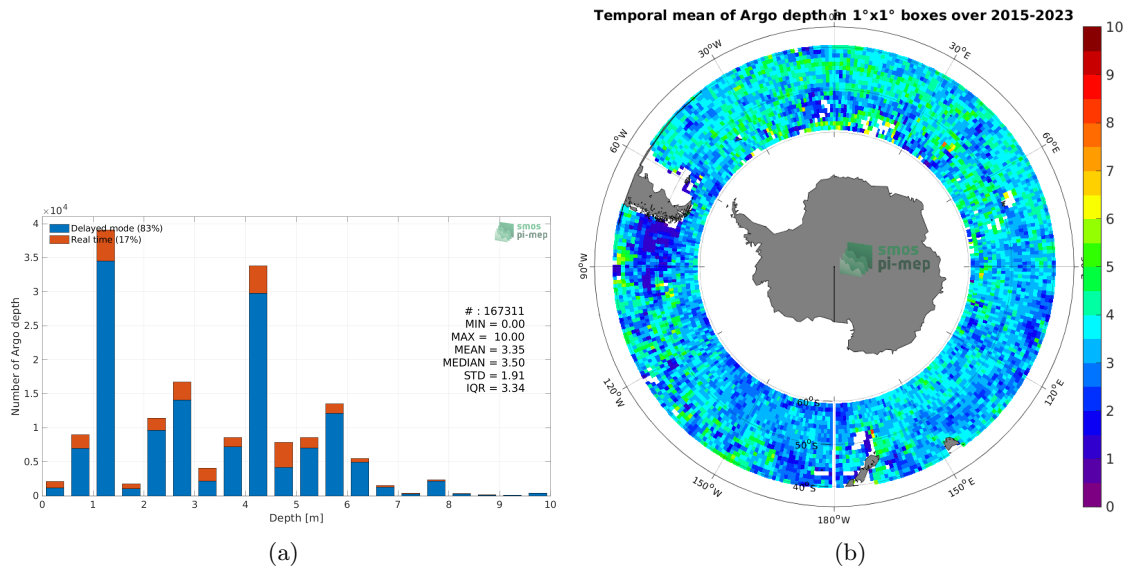 ×10⁴
4
3.5
3
2.5
2
1.5
1
0.5
0
Number of Argo depth
Delayed mode (83%)
Real time (17%)
smos
pi-mep
# : 167311
MIN = 0.00
MAX = 10.00
MEAN = 3.35
MEDIAN = 3.50
STD = 1.91
IQR = 3.34
0 1 2 3 4 5 6 7 8 9 10
Depth [m]
(a)
Temporal mean of Argo depth in 1°x1° boxes over 2015-2023
30°W
30°E
60°W
60°E
90°W
120°W
120°E
150°W
150°E
180°W
60°S
50°S
40°S
smos
pi-mep
10
9
8
7
6
5
4
3
2
1
0
(b)